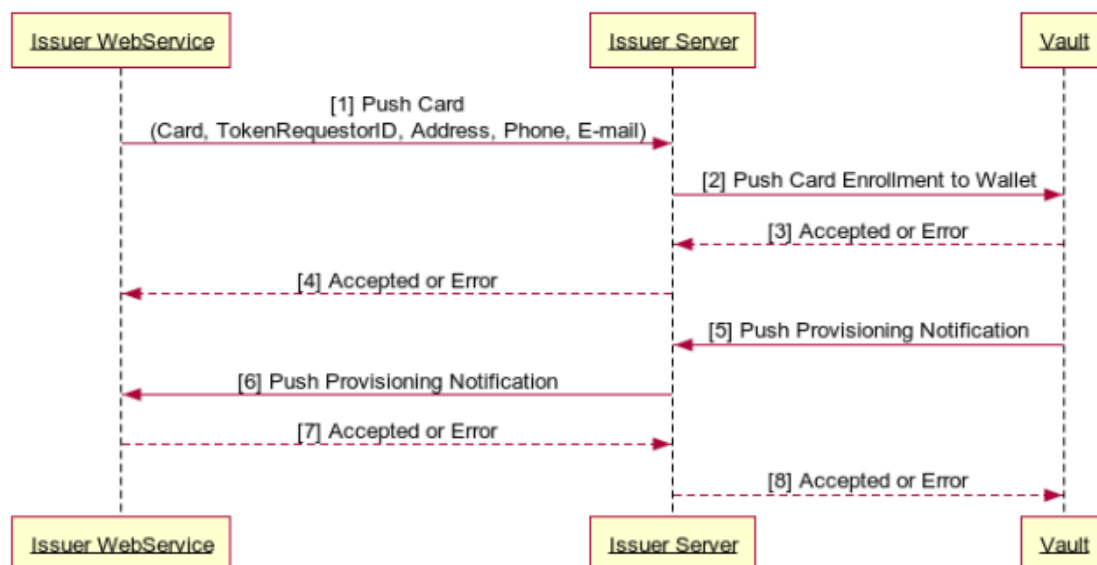 Issuer WebService
Issuer Server
Vault
[1] Push Card
(Card, TokenRequestorID, Address, Phone, E-mail)
[2] Push Card Enrollment to Wallet
[3] Accepted or Error
[4] Accepted or Error
[5] Push Provisioning Notification
[6] Push Provisioning Notification
[7] Accepted or Error
[8] Accepted or Error
Issuer WebService
Issuer Server
Vault